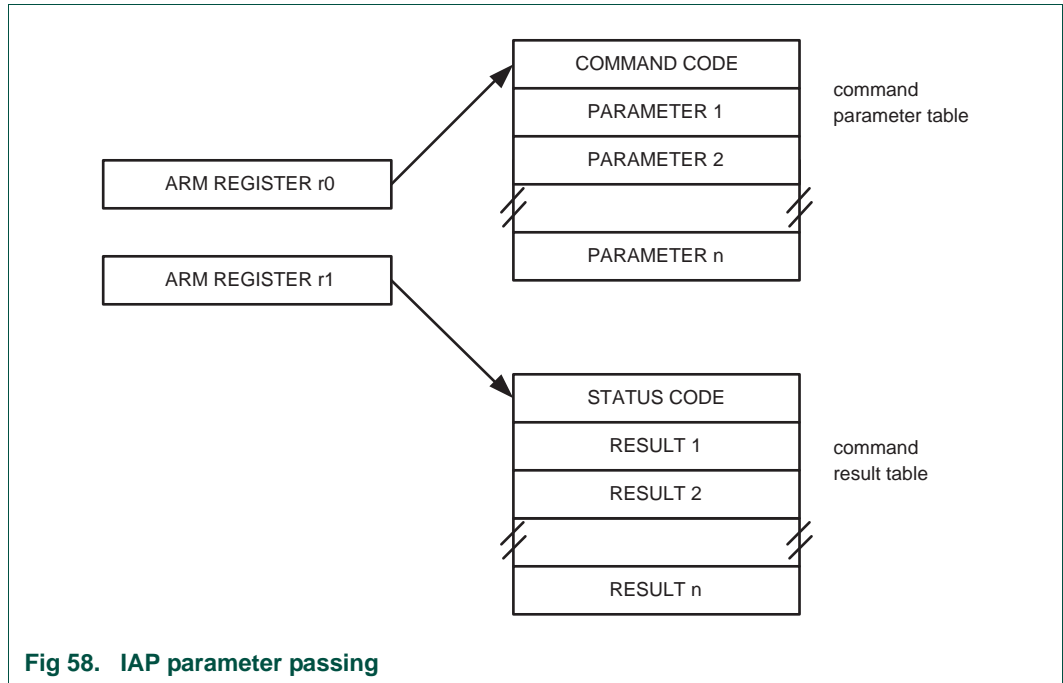 COMMAND CODE
PARAMETER 1
PARAMETER 2
PARAMETER n
command
parameter table
ARM REGISTER r0
ARM REGISTER r1
STATUS CODE
RESULT 1
RESULT 2
RESULT n
command
result table
Fig 58. IAP parameter passing